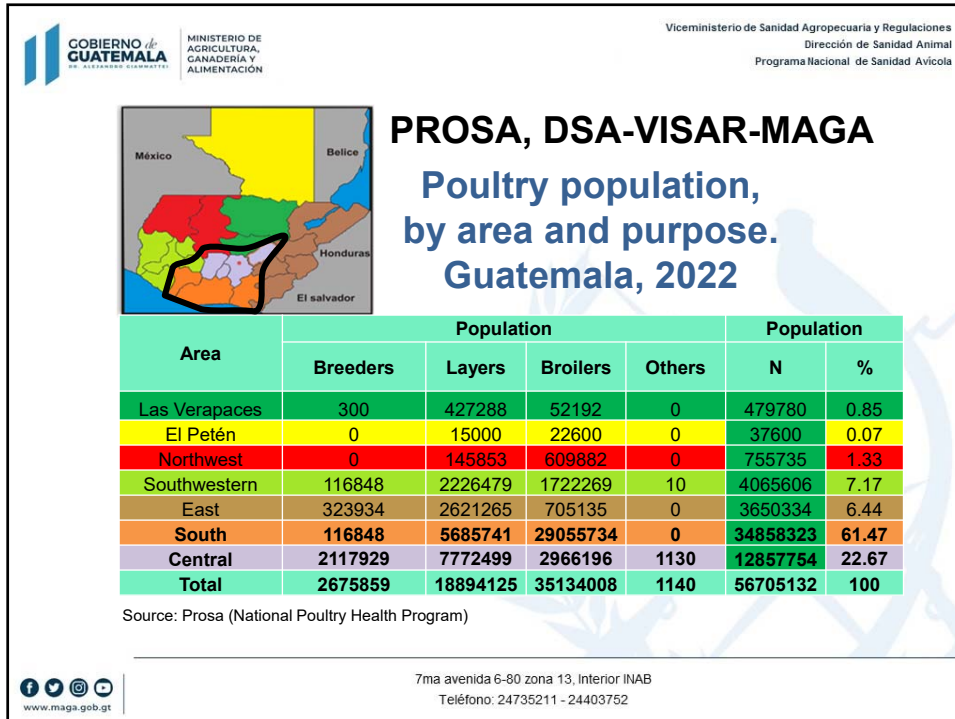 GOBIERNO de
GUATEMALA
DR. ALEJANDRO GIAMMATTEI
MINISTERIO DE
AGRICULTURA,
GANADERÍA Y
ALIMENTACIÓN
Viceministerio de Sanidad Agropecuaria y Regulaciones
Dirección de Sanidad Animal
Programa Nacional de Sanidad Avícola
México
Belice
Honduras
El salvador
PROSA, DSA-VISAR-MAGA
Poultry population,
by area and purpose.
Guatemala, 2022
Area Population Population
Breeders Layers Broilers Others N %
Las Verapaces 300 427288 52192 0 479780 0.85
El Petén 0 15000 22600 0 37600 0.07
Northwest 0 145853 609882 0 755735 1.33
Southwestern 116848 2226479 1722269 10 4065606 7.17
East 323934 2621265 705135 0 3650334 6.44
South 116848 5685741 29055734 0 34858323 61.47
Central 2117929 7772499 2966196 1130 12857754 22.67
Total 2675859 18894125 35134008 1140 56705132 100
Source: Prosa (National Poultry Health Program)
www.maga.gob.gt
7ma avenida 6-80 zona 13, Interior INAB
Teléfono: 24735211 - 24403752